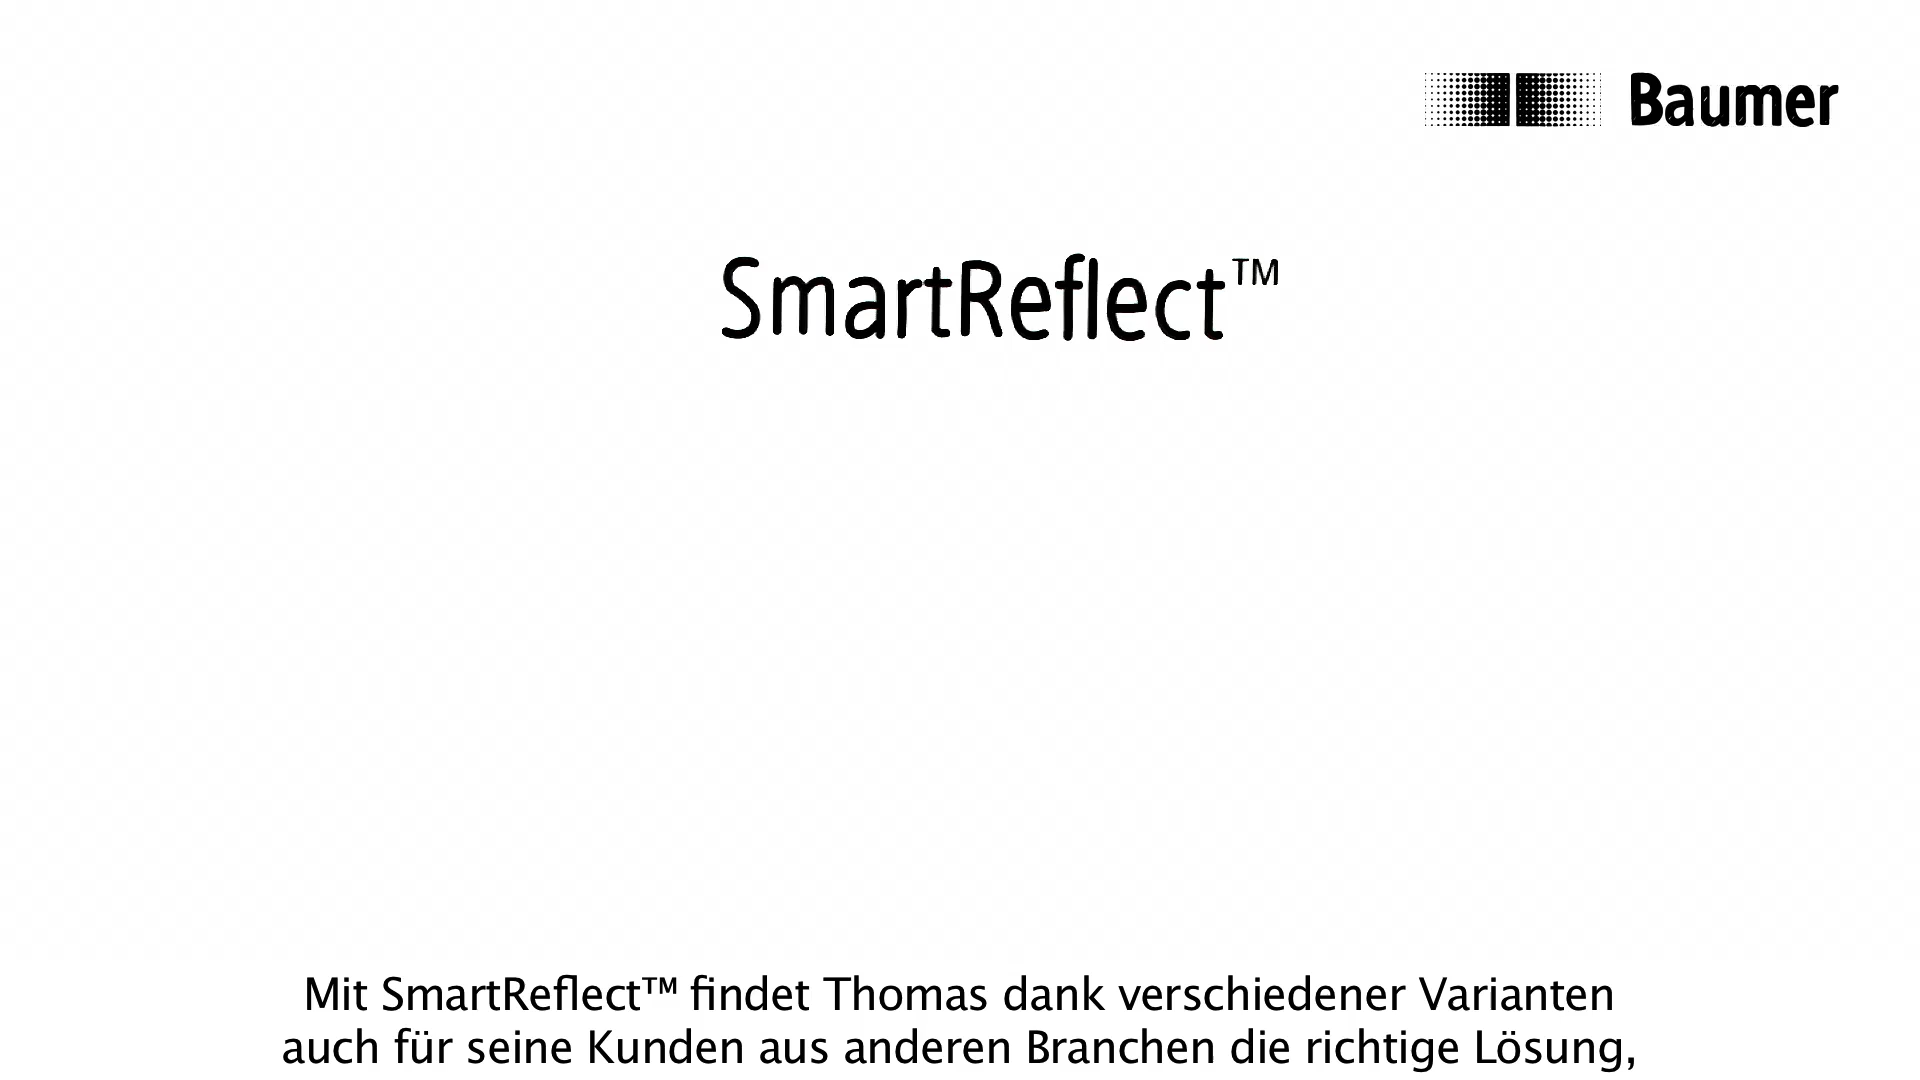 Baumer
SmartReflect™
Mit SmartReflect™ findet Thomas dank verschiedener Varianten
auch für seine Kunden aus anderen Branchen die richtige Lösung,